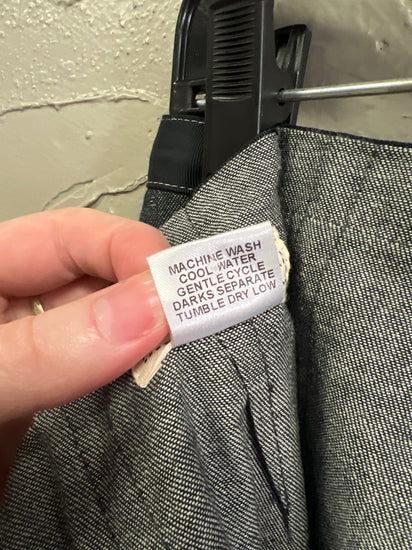 MACHINE WASH
COOL WATER
GENTLE CYCLE
DARKS SEPARATE
TUMBLE DRY LOW